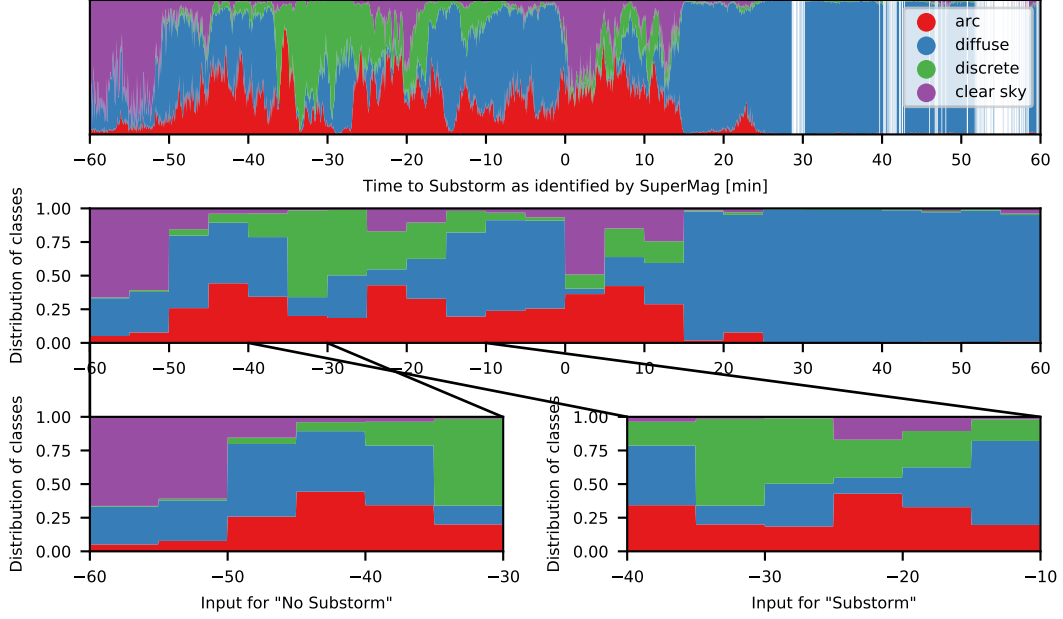 arc
diffuse
discrete
clear sky
−60 −50 −40 −30 −20 −10 0 10 20 30 40 50 60
Time to Substorm as identified by SuperMag [min]
Distribution of classes
1.00
0.75
0.50
0.25
0.00
−60 −50 −40 −30 −20 −10 0 10 20 30 40 50 60
Distribution of classes
1.00
0.75
0.50
0.25
0.00
−60 −50 −40 −30
Input for "No Substorm"
Distribution of classes
1.00
0.75
0.50
0.25
0.00
−40 −30 −20 −10
Input for "Substorm"